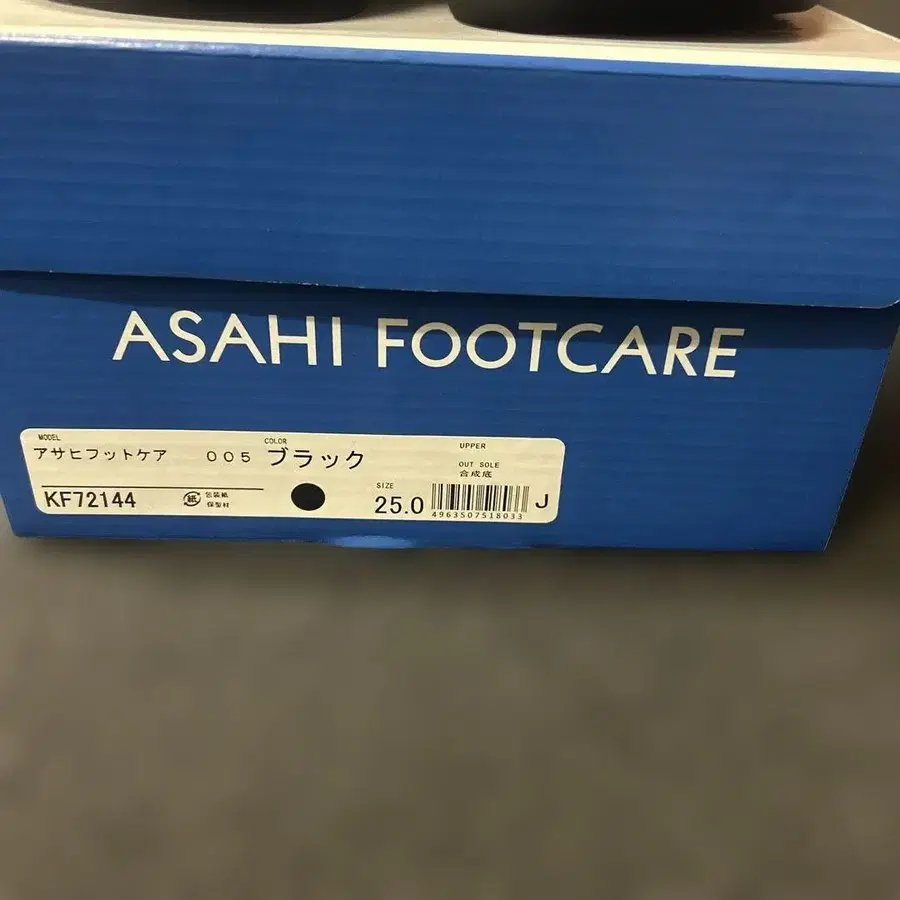 ASAHI FOOTCARE
MODEL
アサヒフットケア 005
COLOR
ブラック
UPPER
OUT SOLE
合成底
KF72144
紙
包装紙
保型材
SIZE
25.0
4963507518033
J